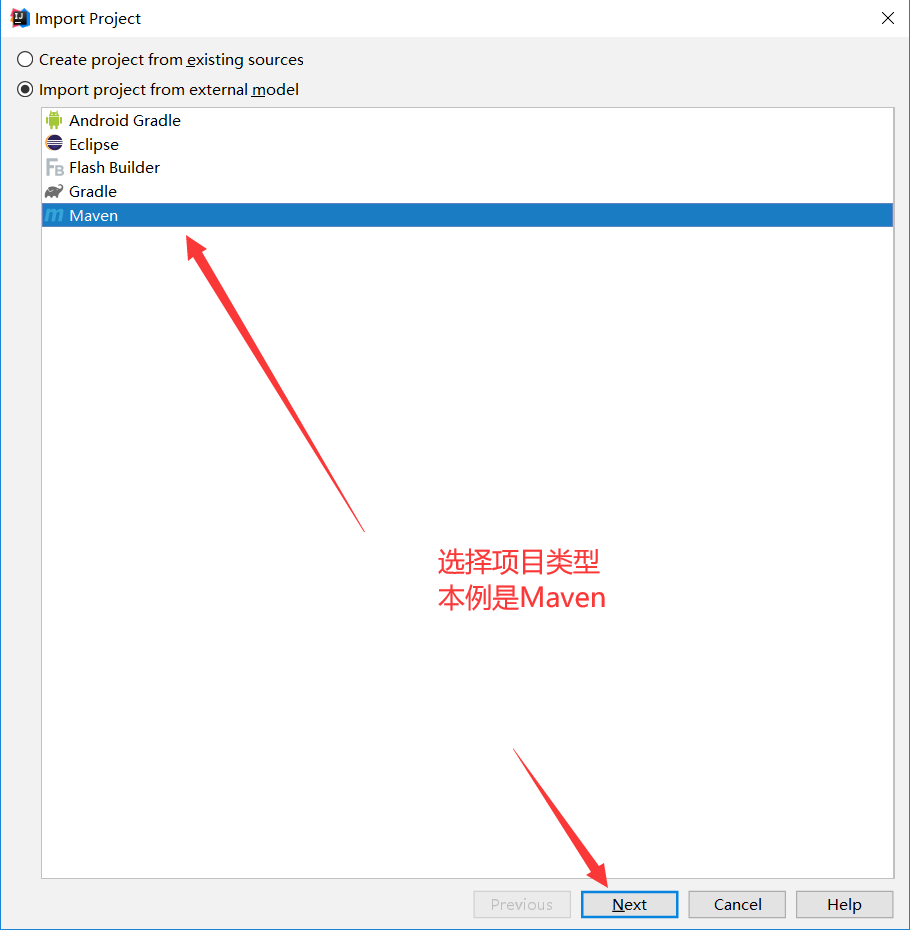 Import Project
Create project from existing sources
Import project from external model
Android Gradle
Eclipse
Flash Builder
Gradle
Maven
选择项目类型
本例是Maven
Previous
Next
Cancel
Help